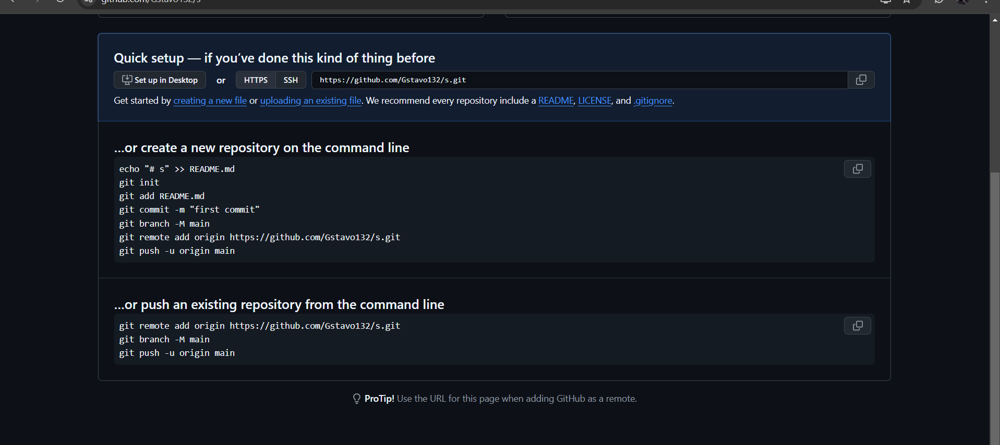 github.com/Gstavo132/s
Quick setup — if you’ve done this kind of thing before
Set up in Desktop or HTTPS SSH https://github.com/Gstavo132/s.git
Get started by creating a new file or uploading an existing file. We recommend every repository include a README, LICENSE, and .gitignore.
…or create a new repository on the command line
echo "# s" >> README.md
git init
git add README.md
git commit -m "first commit"
git branch -M main
git remote add origin https://github.com/Gstavo132/s.git
git push -u origin main
…or push an existing repository from the command line
git remote add origin https://github.com/Gstavo132/s.git
git branch -M main
git push -u origin main
ProTip! Use the URL for this page when adding GitHub as a remote.